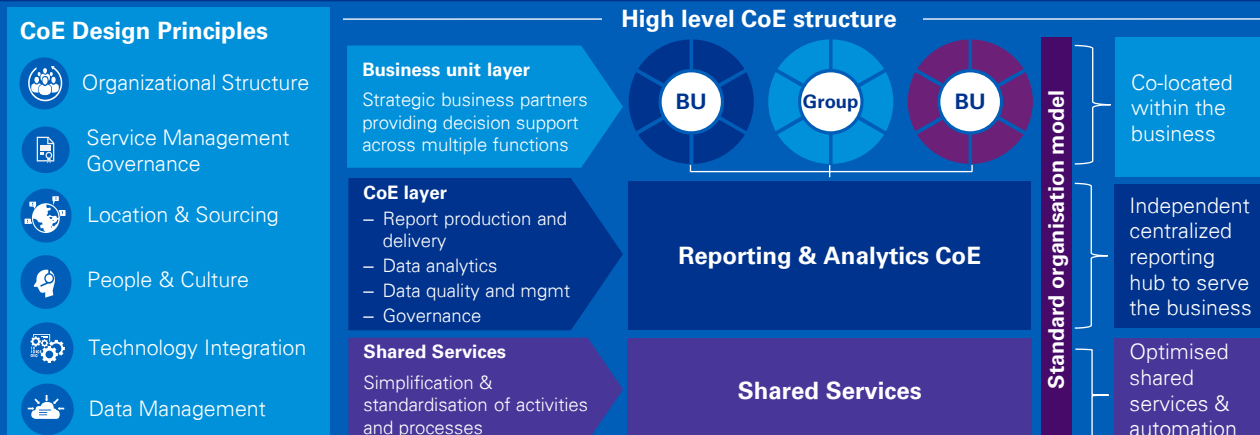 CoE Design Principles
Organizational Structure
Service Management
Governance
Location & Sourcing
People & Culture
Technology Integration
Data Management
High level CoE structure
Business unit layer
Strategic business partners
providing decision support
across multiple functions
BU
Group
BU
CoE layer
– Report production and
delivery
– Data analytics
– Data quality and mgmt
– Governance
Reporting & Analytics CoE
Shared Services
Simplification &
standardisation of activities
and processes
Shared Services
Standard organisation model
Co-located
within the
business
Independent
centralized
reporting
hub to serve
the business
Optimised
shared
services &
automation